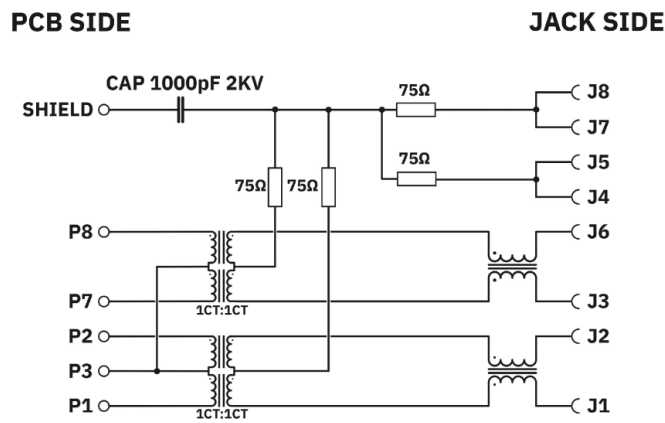 PCB SIDE
JACK SIDE
CAP 1000pF 2KV
75Ω
J8
SHIELD
J7
75Ω
J5
75Ω
75Ω
J4
P8
J6
P7
J3
1CT:1CT
P2
J2
P3
P1
J1
1CT:1CT